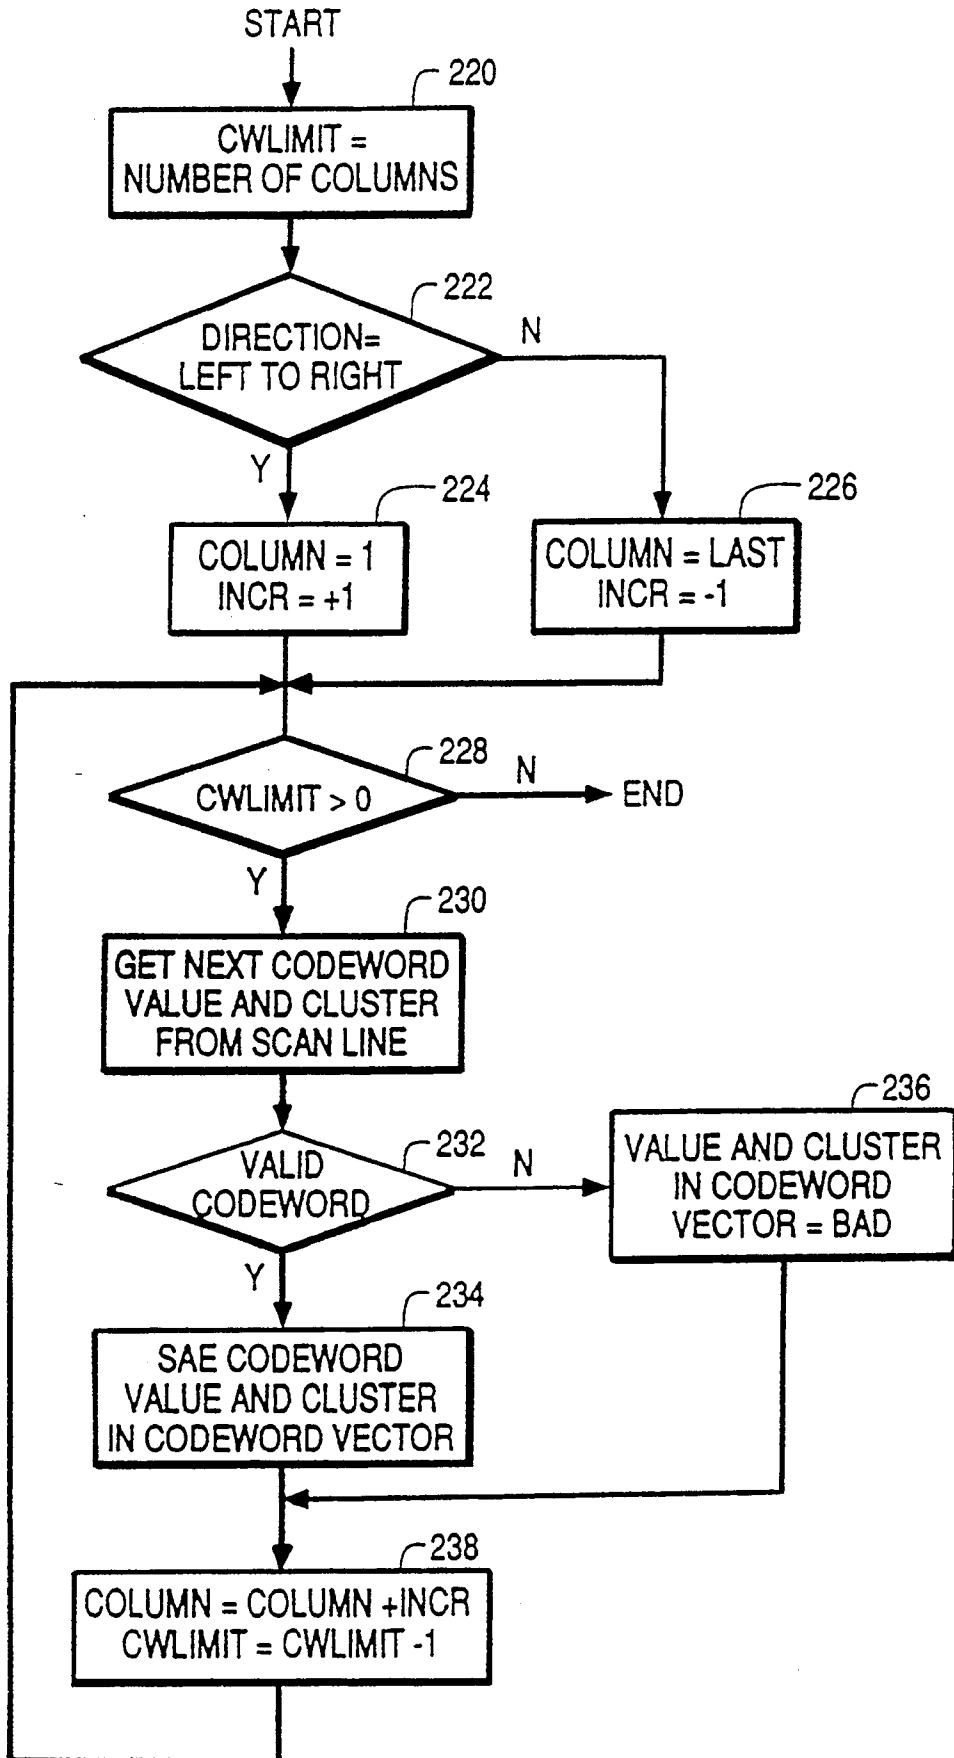 START
220
CWLIMIT =
NUMBER OF COLUMNS
222
DIRECTION=
LEFT TO RIGHT
N
Y
224
COLUMN = 1
INCR = +1
226
COLUMN = LAST
INCR = -1
228
CWLIMIT > 0
N
END
Y
230
GET NEXT CODEWORD
VALUE AND CLUSTER
FROM SCAN LINE
232
VALID
CODEWORD
N
236
VALUE AND CLUSTER
IN CODEWORD
VECTOR = BAD
Y
234
SAE CODEWORD
VALUE AND CLUSTER
IN CODEWORD VECTOR
238
COLUMN = COLUMN +INCR
CWLIMIT = CWLIMIT -1